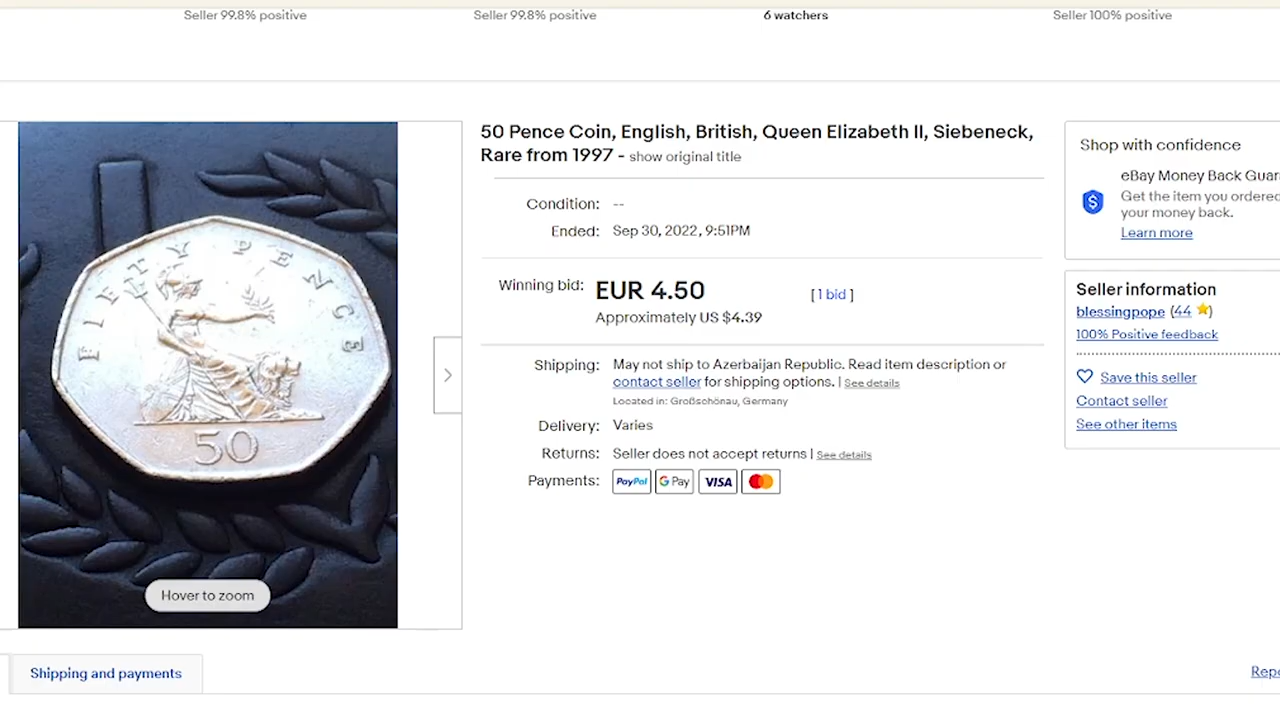 Seller 99.8% positive
Seller 99.8% positive
6 watchers
Seller 100% positive
FIFTY PENCE
50
Hover to zoom
50 Pence Coin, English, British, Queen Elizabeth II, Siebeneck,
Rare from 1997 - show original title
Condition: --
Ended: Sep 30, 2022, 9:51PM
Winning bid: EUR 4.50 [ 1 bid ]
Approximately US $4.39
Shipping: May not ship to Azerbaijan Republic. Read item description or
contact seller for shipping options. | See details
Located in: Großschönau, Germany
Delivery: Varies
Returns: Seller does not accept returns | See details
Payments: PayPal G Pay VISA
Shop with confidence
eBay Money Back Guar
Get the item you ordered
your money back.
Learn more
Seller information
blessingpope (44)
100% Positive feedback
Save this seller
Contact seller
See other items
Shipping and payments
Repo